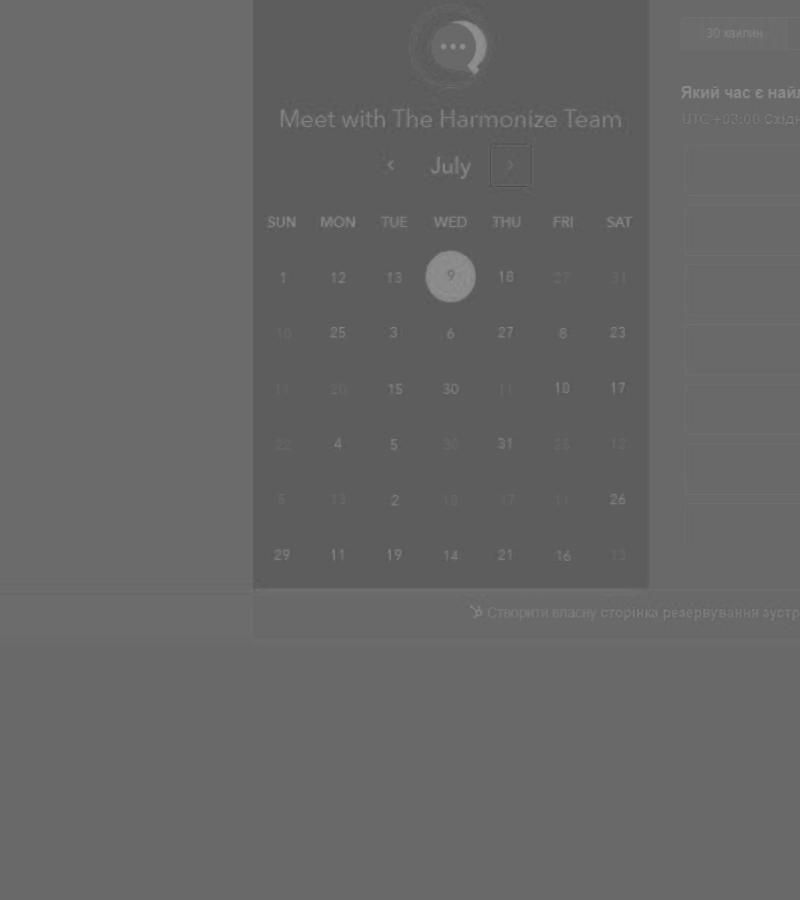 30 хвилин
Meet with The Harmonize Team
Який час є най
UTC +03:00 Східн
July
SUN MON TUE WED THU FRI SAT
1 12 13 9 18 27 31
10 25 3 6 27 8 23
11 20 15 30 11 10 17
22 4 5 30 31 28 12
5 13 2 18 17 11 26
29 11 19 14 21 16 13
Створити власну сторінка резервування зустр